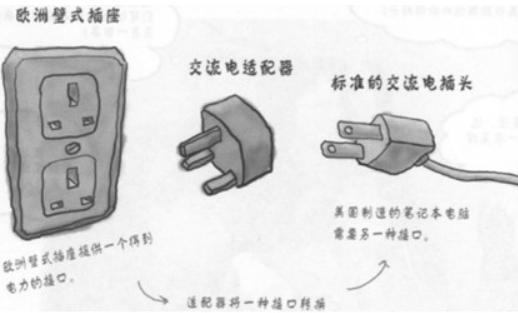 欧洲壁式插座
交流电适配器
标准的交流电插头
美国制造的笔记本电脑
需要另一种接口。
欧洲壁式插座提供一个得到
电力的接口。
适配器将一种接口转换